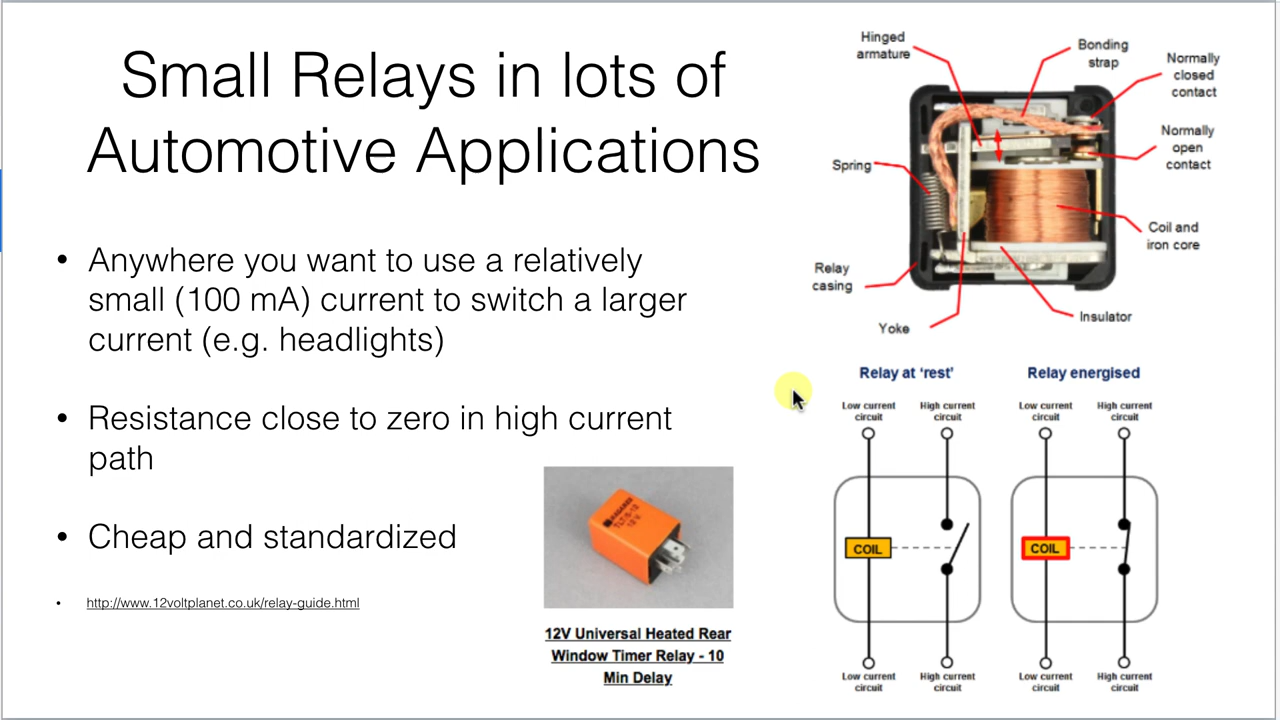 Small Relays in lots of
Automotive Applications
• Anywhere you want to use a relatively
small (100 mA) current to switch a larger
current (e.g. headlights)
• Resistance close to zero in high current
path
• Cheap and standardized
• http://www.12voltplanet.co.uk/relay-guide.html
12V Universal Heated Rear
Window Timer Relay - 10
Min Delay
Hinged
armature
Bonding
strap
Normally
closed
contact
Normally
open
contact
Spring
Coil and
iron core
Relay
casing
Yoke
Insulator
Relay at ‘rest’
Relay energised
Low current
circuit
High current
circuit
Low current
circuit
High current
circuit
COIL
COIL
Low current
circuit
High current
circuit
Low current
circuit
High current
circuit